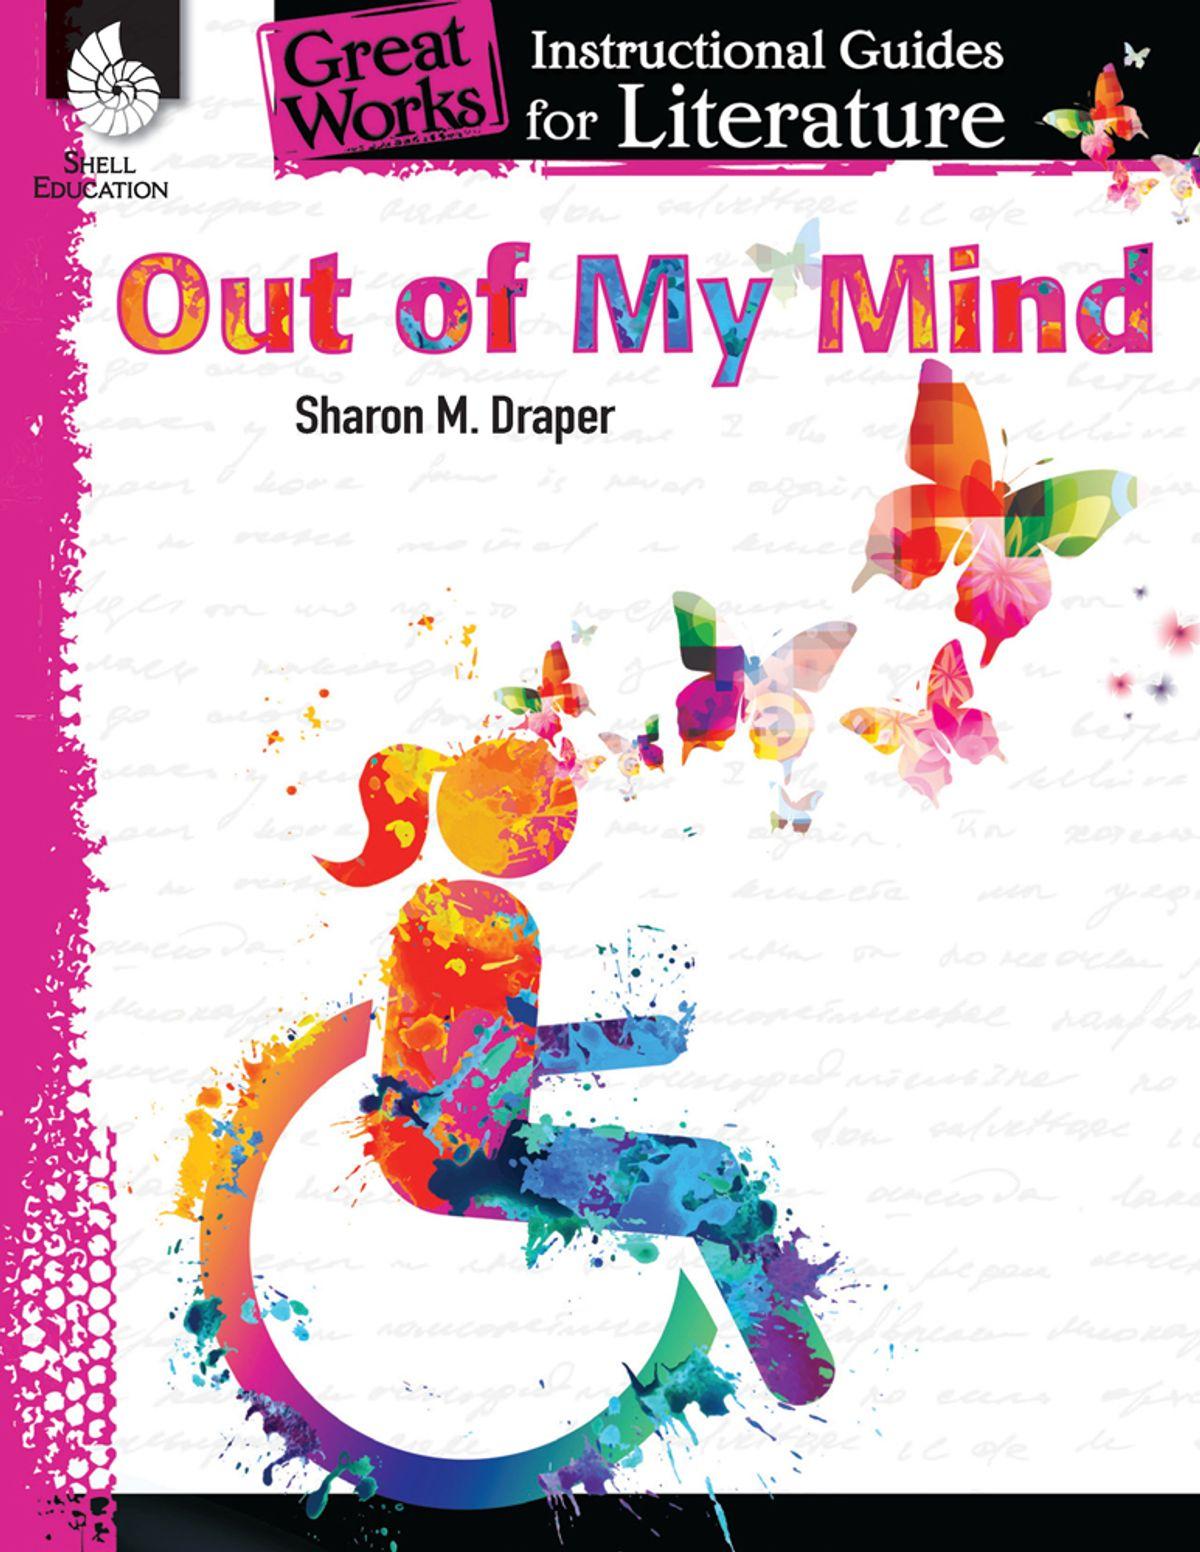 Great
Works
Instructional Guides
for Literature
SHELL
EDUCATION
Out of My Mind
Sharon M. Draper